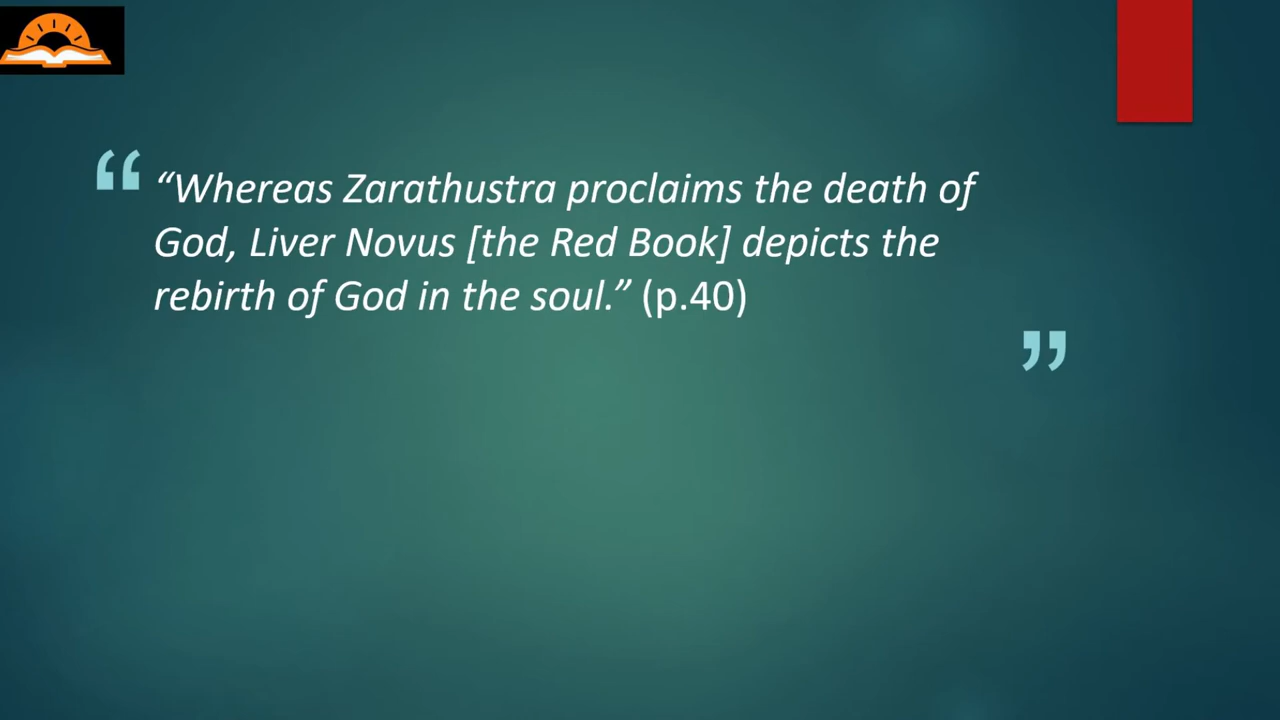 “Whereas Zarathustra proclaims the death of
God, Liver Novus [the Red Book] depicts the
rebirth of God in the soul.” (p.40)